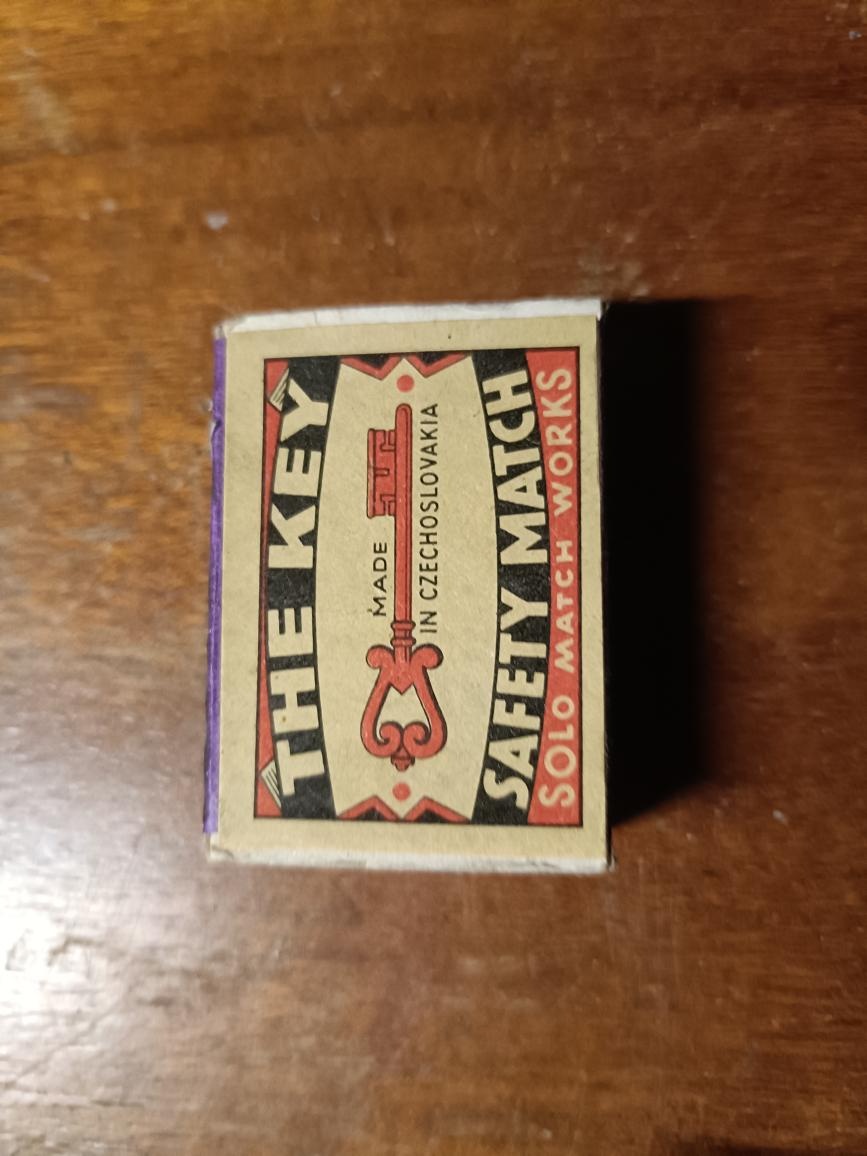 THE KEY
MADE
IN CZECHOSLOVAKIA
SAFETY MATCH
SOLO MATCH WORKS